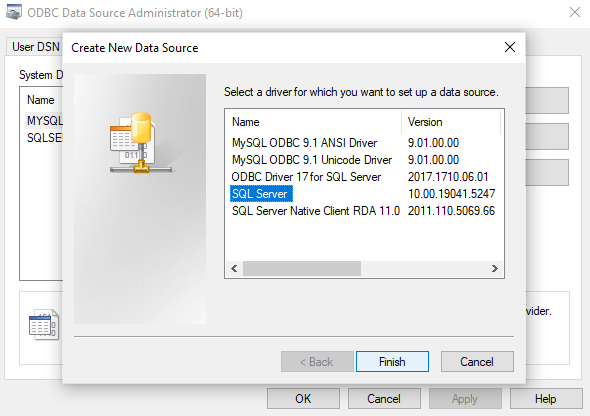 ODBC Data Source Administrator (64-bit)
User DSN
System D
Name
MYSQ
SQLSE
Create New Data Source
Select a driver for which you want to set up a data source.
Name Version
MySQL ODBC 9.1 ANSI Driver 9.01.00.00
MySQL ODBC 9.1 Unicode Driver 9.01.00.00
ODBC Driver 17 for SQL Server 2017.1710.06.01
SQL Server 10.00.19041.5247
SQL Server Native Client RDA 11.0 2011.110.5069.66
vider.
< Back Finish Cancel
OK Cancel Apply Help